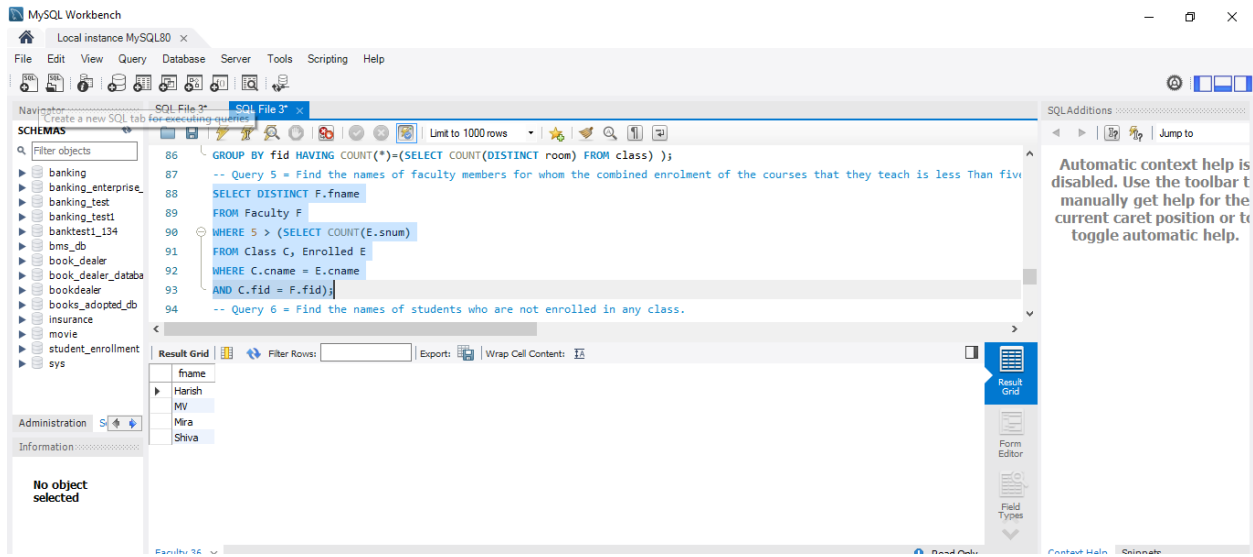 MySQL Workbench
Local instance MySQL80 ×
File Edit View Query Database Server Tools Scripting Help
Navigator
Create a new SQL tab for executing queries
SCHEMAS
Filter objects
banking
banking_enterprise_
banking_test
banking_test1
banktest1_134
bms_db
book_dealer
book_dealer_databa
bookdealer
books_adopted_db
insurance
movie
student_enrollment
sys
Administration
Information
No object
selected
SQL File 3*
SQL File 3* ×
Limit to 1000 rows
86 GROUP BY fid HAVING COUNT(*)=(SELECT COUNT(DISTINCT room) FROM class) );
87 -- Query 5 = Find the names of faculty members for whom the combined enrolment of the courses that they teach is less Than five
88 SELECT DISTINCT F.fname
89 FROM Faculty F
90 WHERE 5 > (SELECT COUNT(E.snum)
91 FROM Class C, Enrolled E
92 WHERE C.cname = E.cname
93 AND C.fid = F.fid);
94 -- Query 6 = Find the names of students who are not enrolled in any class.
Result Grid Filter Rows: Export: Wrap Cell Content:
fname
Harish
MV
Mira
Shiva
Result
Grid
Form
Editor
Field
Types
Faculty 36
Read Only
SQLAdditions
Jump to
Automatic context help is
disabled. Use the toolbar t
manually get help for the
current caret position or to
toggle automatic help.
Context Help Snippets